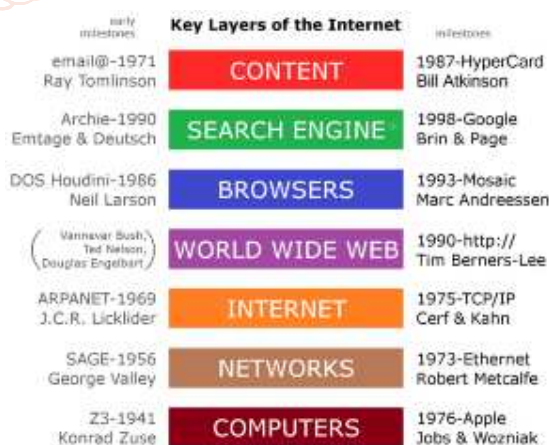 early
milestones
Key Layers of the Internet
milestones
email@-1971
Ray Tomlinson
CONTENT
1987-HyperCard
Bill Atkinson
Archie-1990
Emtage & Deutsch
SEARCH ENGINE
1998-Google
Brin & Page
DOS Houdini-1986
Neil Larson
BROWSERS
1993-Mosaic
Marc Andreessen
(Vannavar Bush,
Ted Nelson,
Douglas Engelbart)
WORLD WIDE WEB
1990-http://
Tim Berners-Lee
ARPANET-1969
J.C.R. Licklider
INTERNET
1975-TCP/IP
Cerf & Kahn
SAGE-1956
George Valley
NETWORKS
1973-Ethernet
Robert Metcalfe
Z3-1941
Konrad Zuse
COMPUTERS
1976-Apple
Jobs & Wozniak